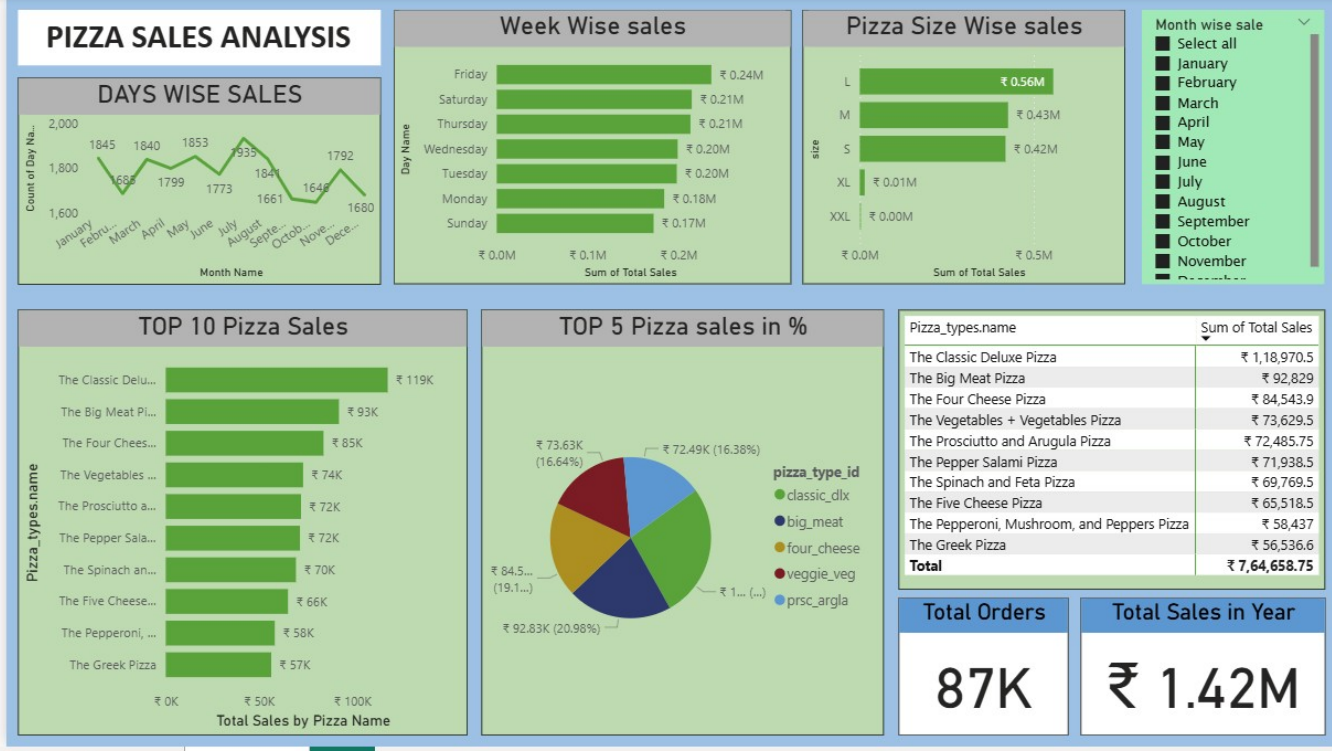 PIZZA SALES ANALYSIS
DAYS WISE SALES
Count of Day Na...
2,000
1,800
1,600
1845
1685
1840
1799
1853
1773
1935
1841
1661
1646
1792
1680
January
Febru...
March
April
May
June
July
August
Septe...
Octob...
Nove...
Dece...
Month Name
Week Wise sales
Day Name
Friday ₹ 0.24M
Saturday ₹ 0.21M
Thursday ₹ 0.21M
Wednesday ₹ 0.20M
Tuesday ₹ 0.20M
Monday ₹ 0.18M
Sunday ₹ 0.17M
₹ 0.0M ₹ 0.1M ₹ 0.2M
Sum of Total Sales
Pizza Size Wise sales
size
L ₹ 0.56M
M ₹ 0.43M
S ₹ 0.42M
XL ₹ 0.01M
XXL ₹ 0.00M
₹ 0.0M ₹ 0.5M
Sum of Total Sales
Month wise sale
Select all
January
February
March
April
May
June
July
August
September
October
November
TOP 10 Pizza Sales
Pizza_types.name
The Classic Delu... ₹ 119K
The Big Meat Pi... ₹ 93K
The Four Chees... ₹ 85K
The Vegetables ... ₹ 74K
The Prosciutto a... ₹ 72K
The Pepper Sala... ₹ 72K
The Spinach an... ₹ 70K
The Five Cheese... ₹ 66K
The Pepperoni, ... ₹ 58K
The Greek Pizza ₹ 57K
₹ 0K ₹ 50K ₹ 100K
Total Sales by Pizza Name
TOP 5 Pizza sales in %
₹ 73.63K
(16.64%)
₹ 72.49K (16.38%)
₹ 84.5...
(19.1...)
₹ 1... (...)
₹ 92.83K (20.98%)
pizza_type_id
classic_dlx
big_meat
four_cheese
veggie_veg
prsc_argla
Pizza_types.name Sum of Total Sales
The Classic Deluxe Pizza ₹ 1,18,970.5
The Big Meat Pizza ₹ 92,829
The Four Cheese Pizza ₹ 84,543.9
The Vegetables + Vegetables Pizza ₹ 73,629.5
The Prosciutto and Arugula Pizza ₹ 72,485.75
The Pepper Salami Pizza ₹ 71,938.5
The Spinach and Feta Pizza ₹ 69,769.5
The Five Cheese Pizza ₹ 65,518.5
The Pepperoni, Mushroom, and Peppers Pizza ₹ 58,437
The Greek Pizza ₹ 56,536.6
Total ₹ 7,64,658.75
Total Orders
87K
Total Sales in Year
₹ 1.42M